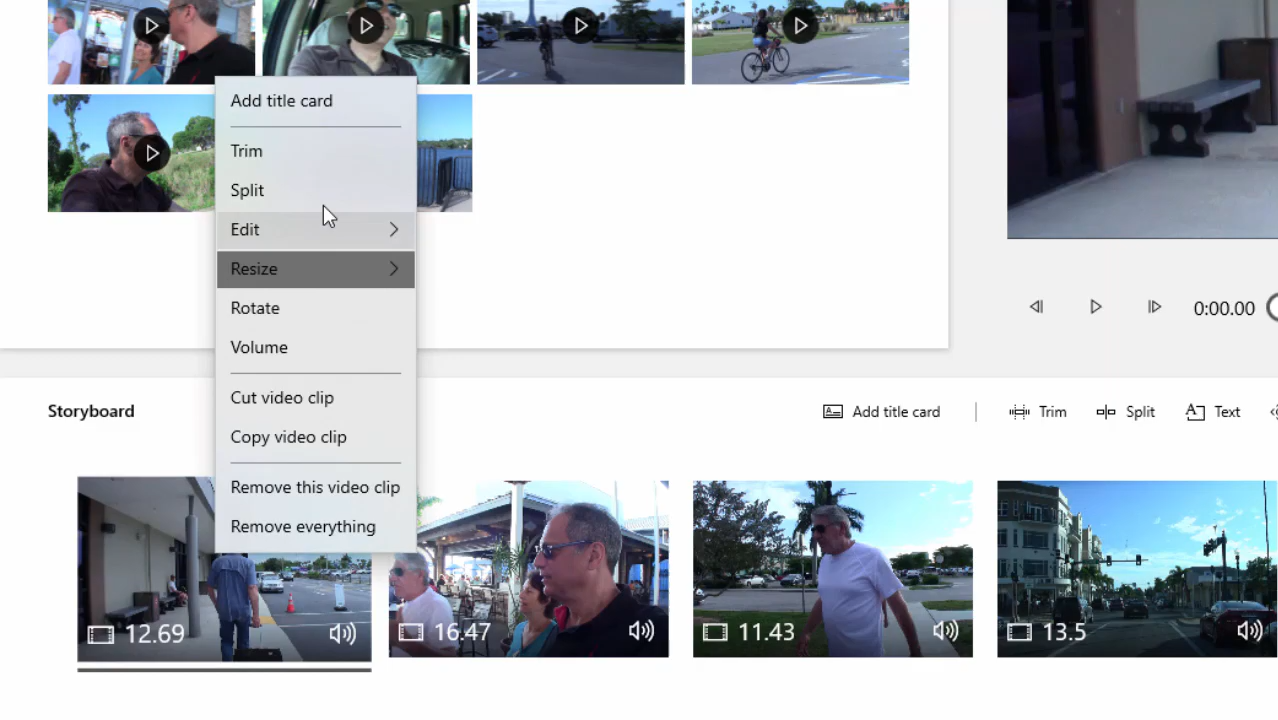 Add title card
Trim
Split
Edit
Resize
Rotate
Volume
Cut video clip
Copy video clip
Remove this video clip
Remove everything
0:00.00
Storyboard
Add title card
Trim
Split
Text
12.69
16.47
11.43
13.5